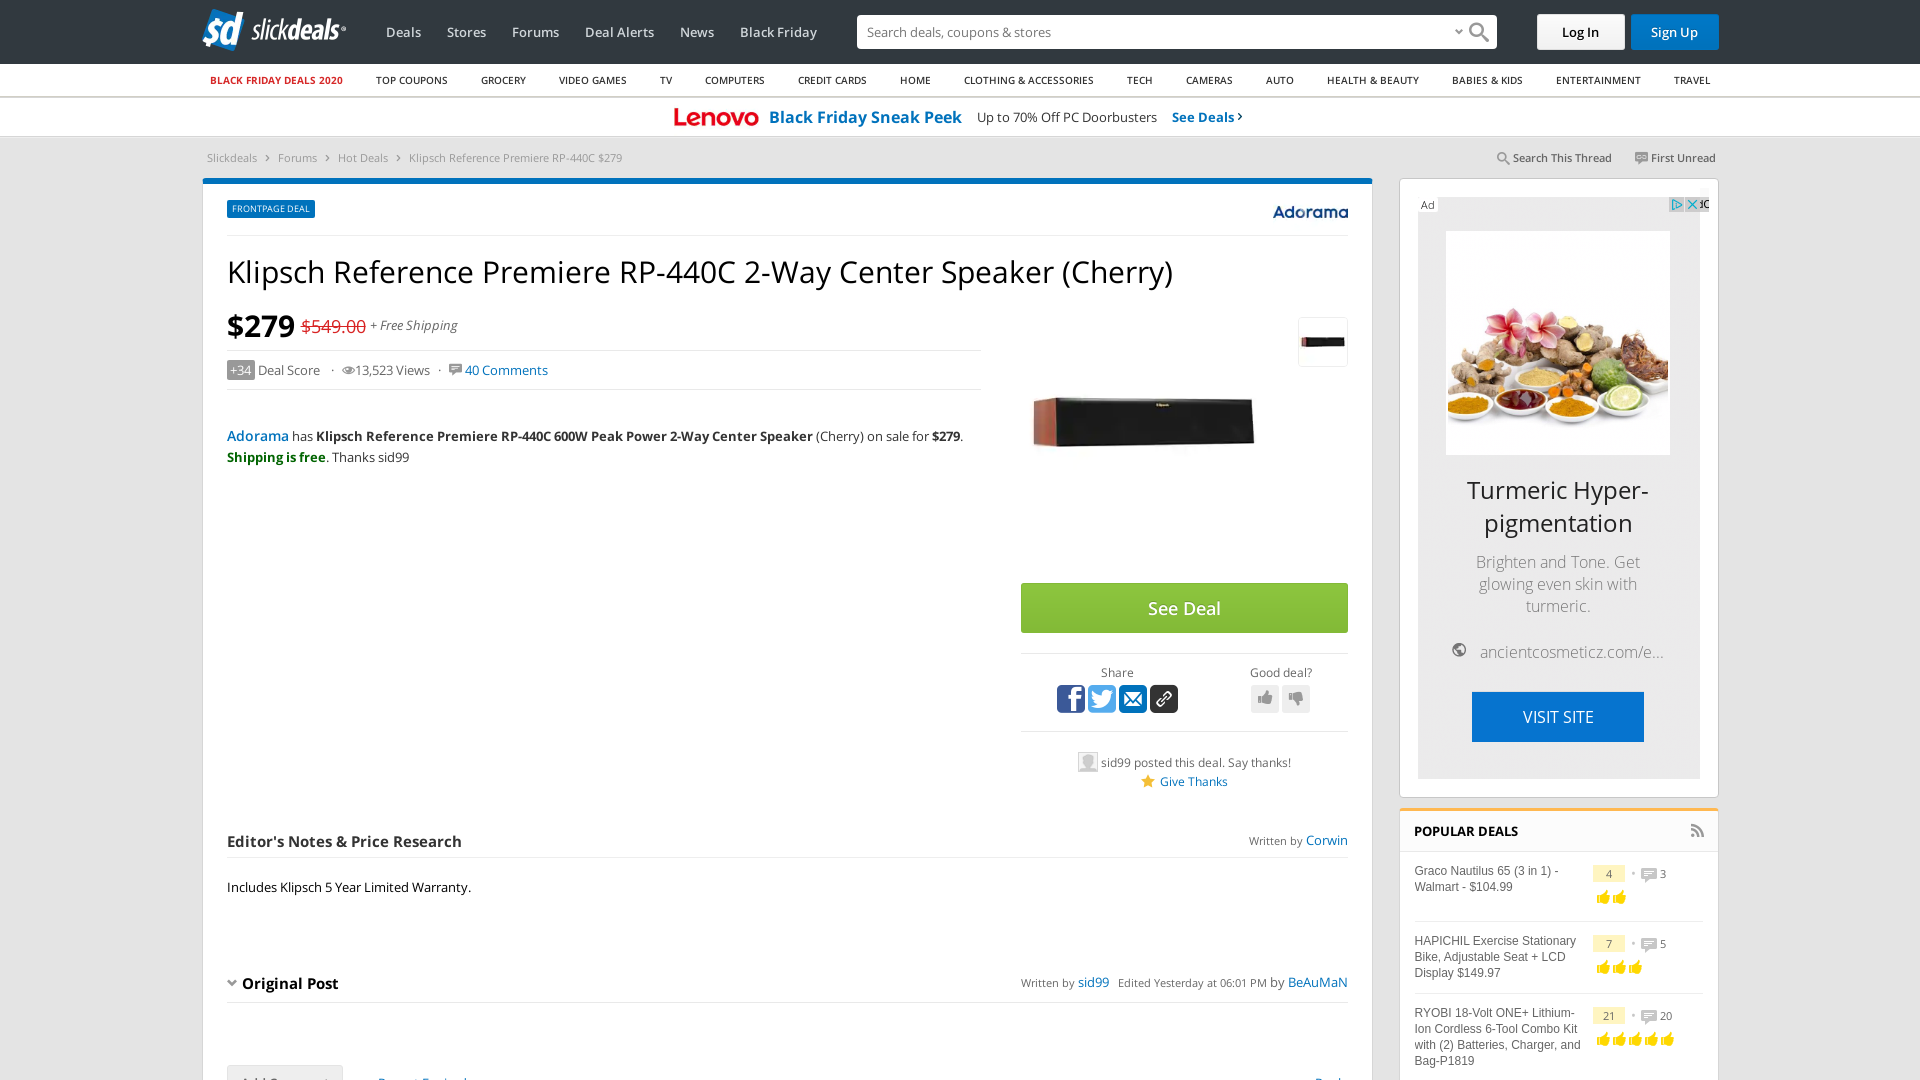 sd slickdeals
Deals Stores Forums Deal Alerts News Black Friday
Search deals, coupons & stores
Log In Sign Up
BLACK FRIDAY DEALS 2020 TOP COUPONS GROCERY VIDEO GAMES TV COMPUTERS CREDIT CARDS HOME CLOTHING & ACCESSORIES TECH CAMERAS AUTO HEALTH & BEAUTY BABIES & KIDS ENTERTAINMENT TRAVEL
Lenovo Black Friday Sneak Peek Up to 70% Off PC Doorbusters See Deals ›
Slickdeals › Forums › Hot Deals › Klipsch Reference Premiere RP-440C $279
Search This Thread First Unread
FRONTPAGE DEAL
Adorama
Klipsch Reference Premiere RP-440C 2-Way Center Speaker (Cherry)
$279 $549.00 + Free Shipping
+34 Deal Score · 13,523 Views · 40 Comments
Adorama has Klipsch Reference Premiere RP-440C 600W Peak Power 2-Way Center Speaker (Cherry) on sale for $279.
Shipping is free. Thanks sid99
See Deal
Share
Good deal?
sid99 posted this deal. Say thanks!
Give Thanks
Editor's Notes & Price Research
Written by Corwin
Includes Klipsch 5 Year Limited Warranty.
Original Post
Written by sid99 Edited Yesterday at 06:01 PM by BeAuMaN
Ad
Turmeric Hyper-
pigmentation
Brighten and Tone. Get
glowing even skin with
turmeric.
ancientcosmeticz.com/e...
VISIT SITE
POPULAR DEALS
Graco Nautilus 65 (3 in 1) -
Walmart - $104.99
4 • 3
HAPICHIL Exercise Stationary
Bike, Adjustable Seat + LCD
Display $149.97
7 • 5
RYOBI 18-Volt ONE+ Lithium-
Ion Cordless 6-Tool Combo Kit
with (2) Batteries, Charger, and
Bag-P1819
21 • 20